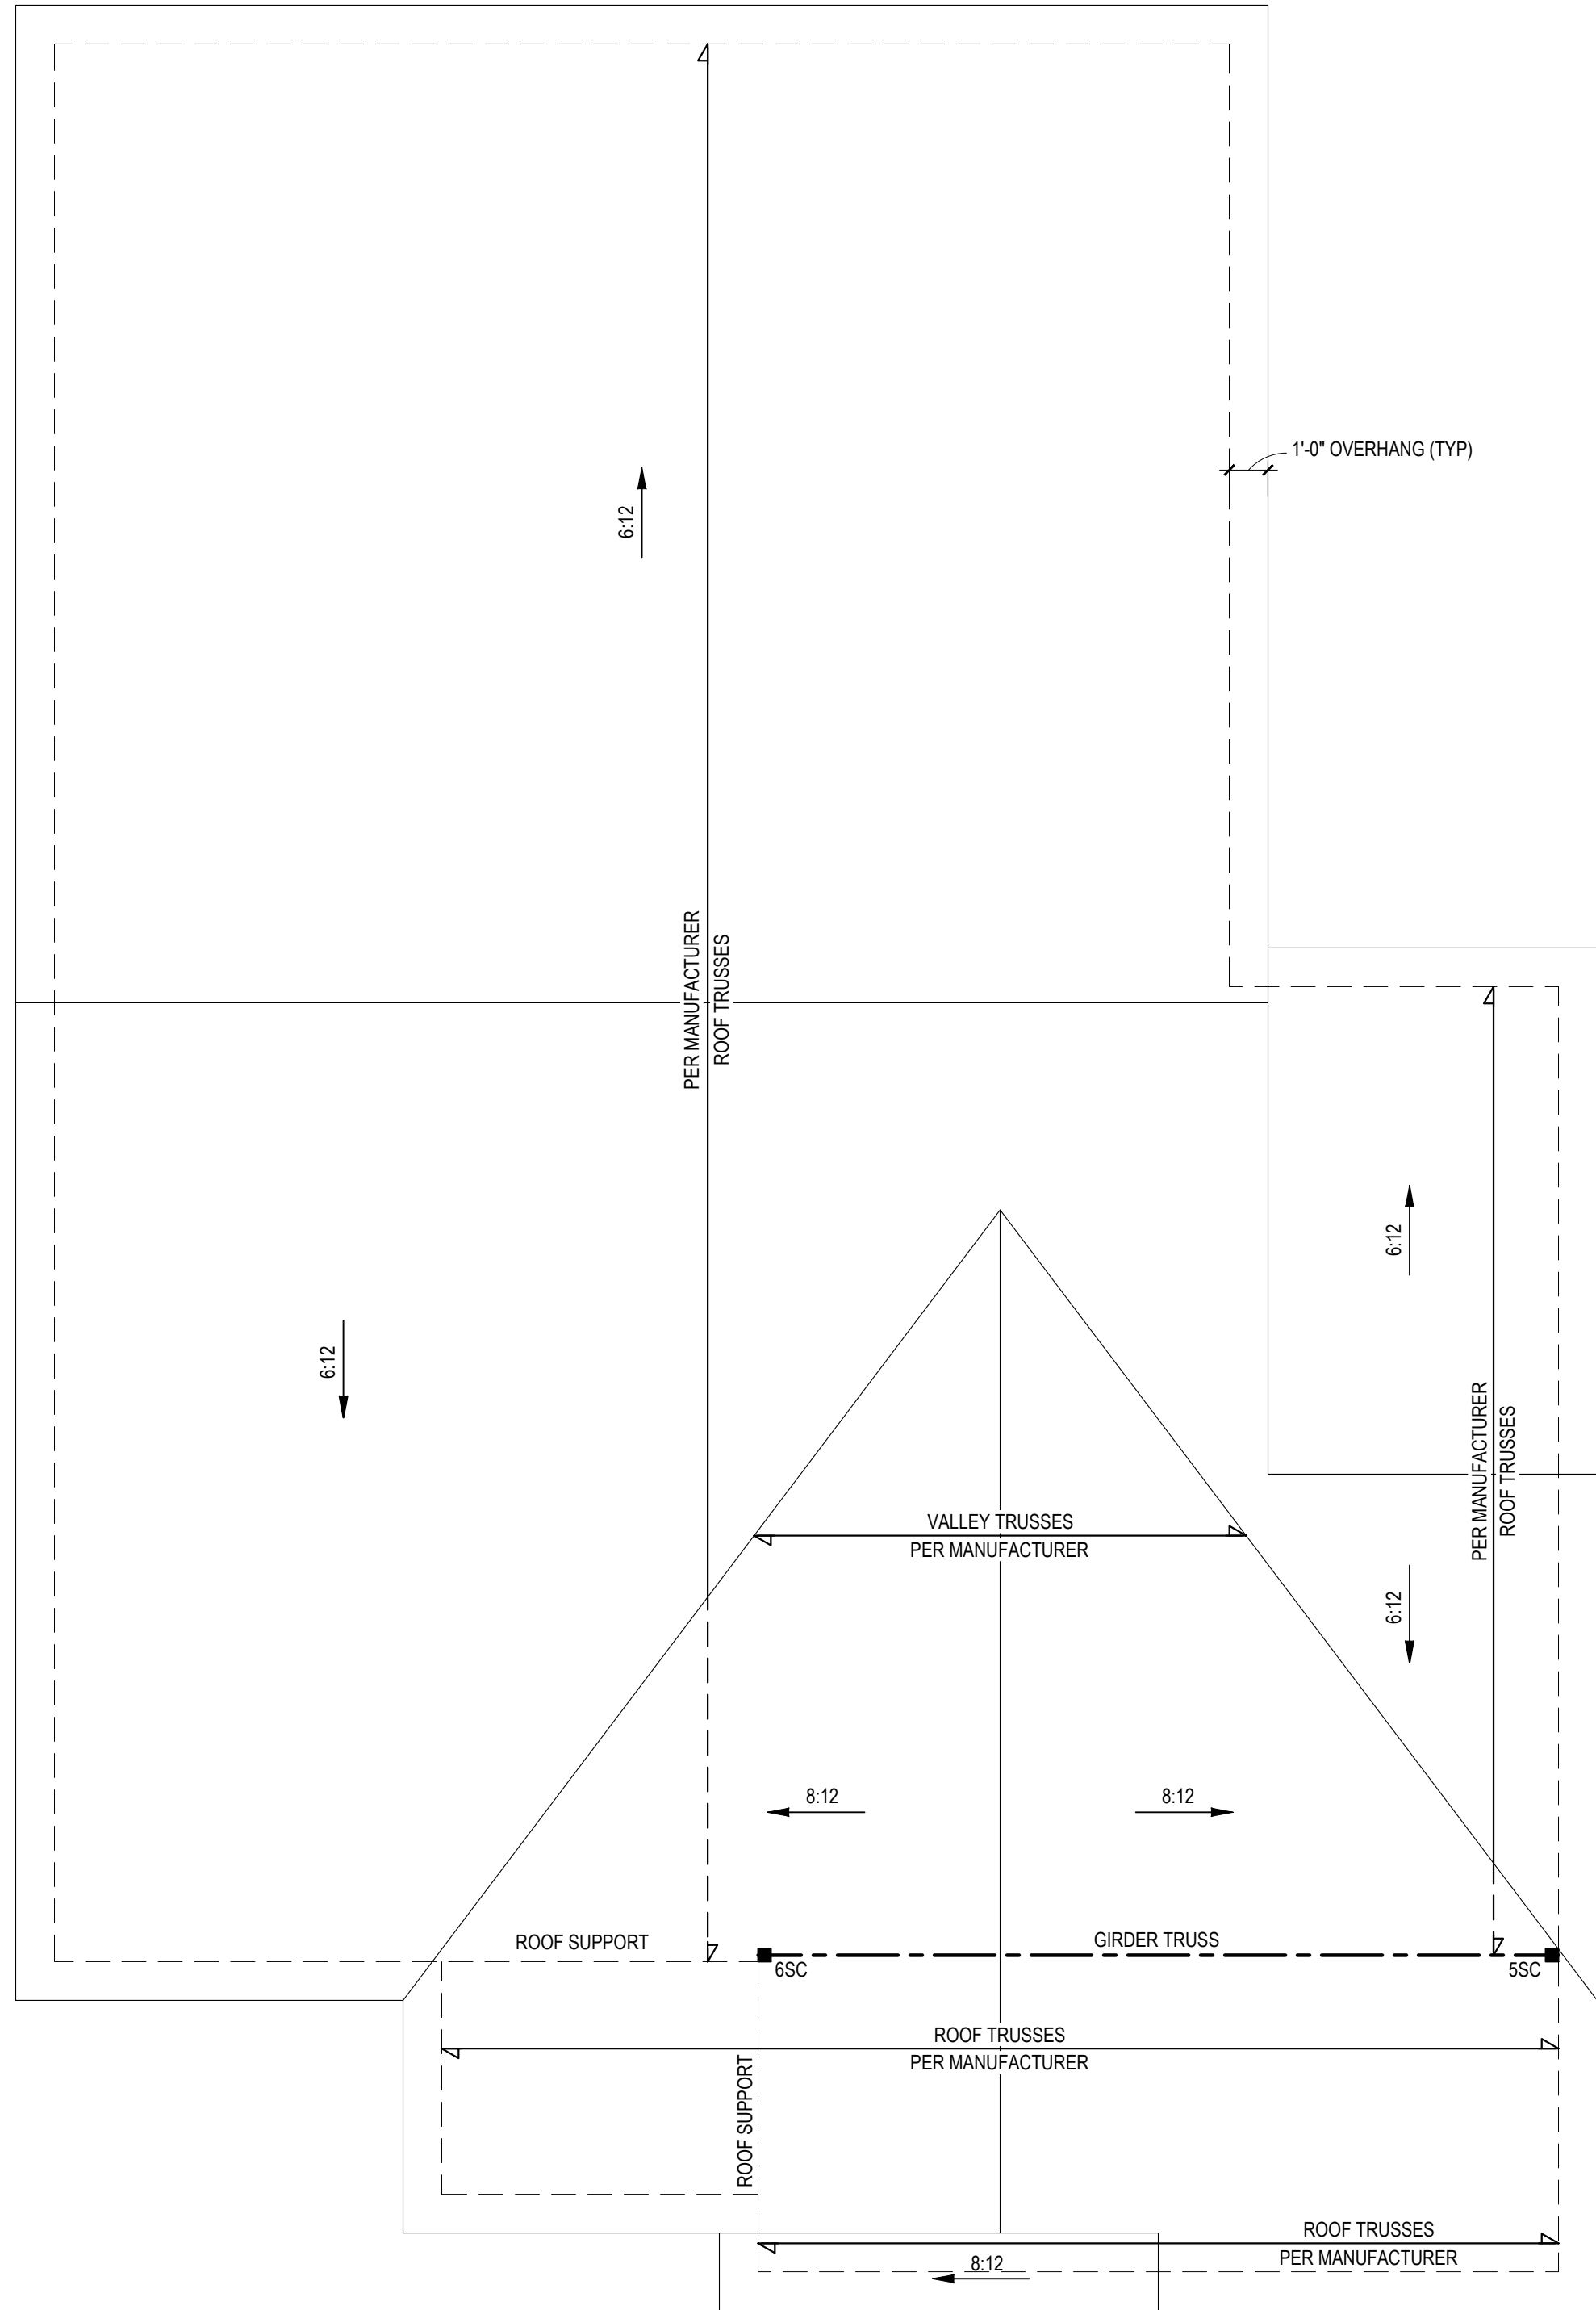 1'-0" OVERHANG (TYP)
6:12
PER MANUFACTURER
ROOF TRUSSES
6:12
6:12
PER MANUFACTURER
ROOF TRUSSES
VALLEY TRUSSES
PER MANUFACTURER
6:12
8:12
8:12
ROOF SUPPORT
GIRDER TRUSS
6SC
5SC
ROOF TRUSSES
PER MANUFACTURER
ROOF SUPPORT
ROOF TRUSSES
PER MANUFACTURER
8:12